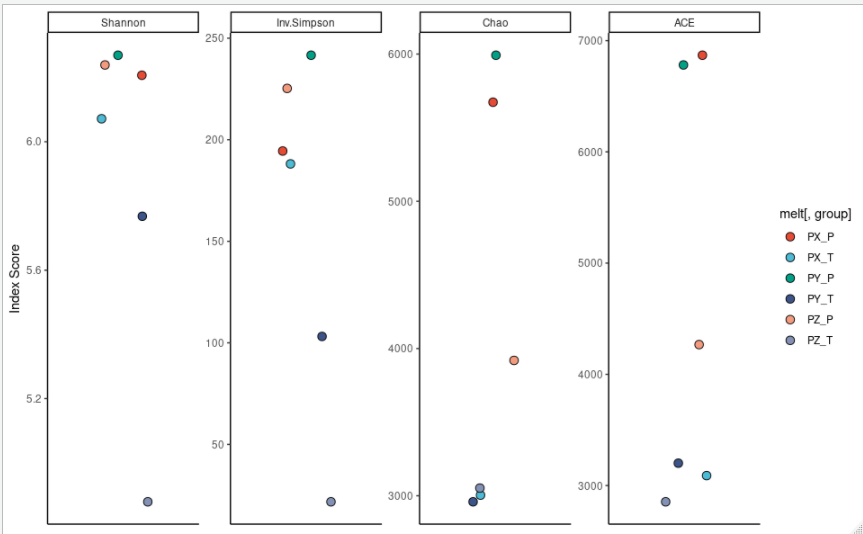 Shannon
Inv.Simpson
Chao
ACE
Index Score
6.0
5.6
5.2
250
200
150
100
50
6000
5000
4000
3000
7000
6000
5000
4000
3000
melt[, group]
PX_P
PX_T
PY_P
PY_T
PZ_P
PZ_T